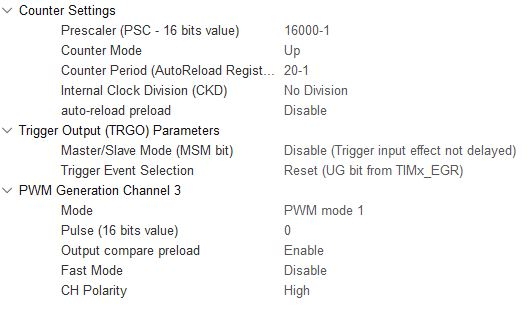 Counter Settings
Prescaler (PSC - 16 bits value) 16000-1
Counter Mode Up
Counter Period (AutoReload Regist... 20-1
Internal Clock Division (CKD) No Division
auto-reload preload Disable
Trigger Output (TRGO) Parameters
Master/Slave Mode (MSM bit) Disable (Trigger input effect not delayed)
Trigger Event Selection Reset (UG bit from TIMx_EGR)
PWM Generation Channel 3
Mode PWM mode 1
Pulse (16 bits value) 0
Output compare preload Enable
Fast Mode Disable
CH Polarity High